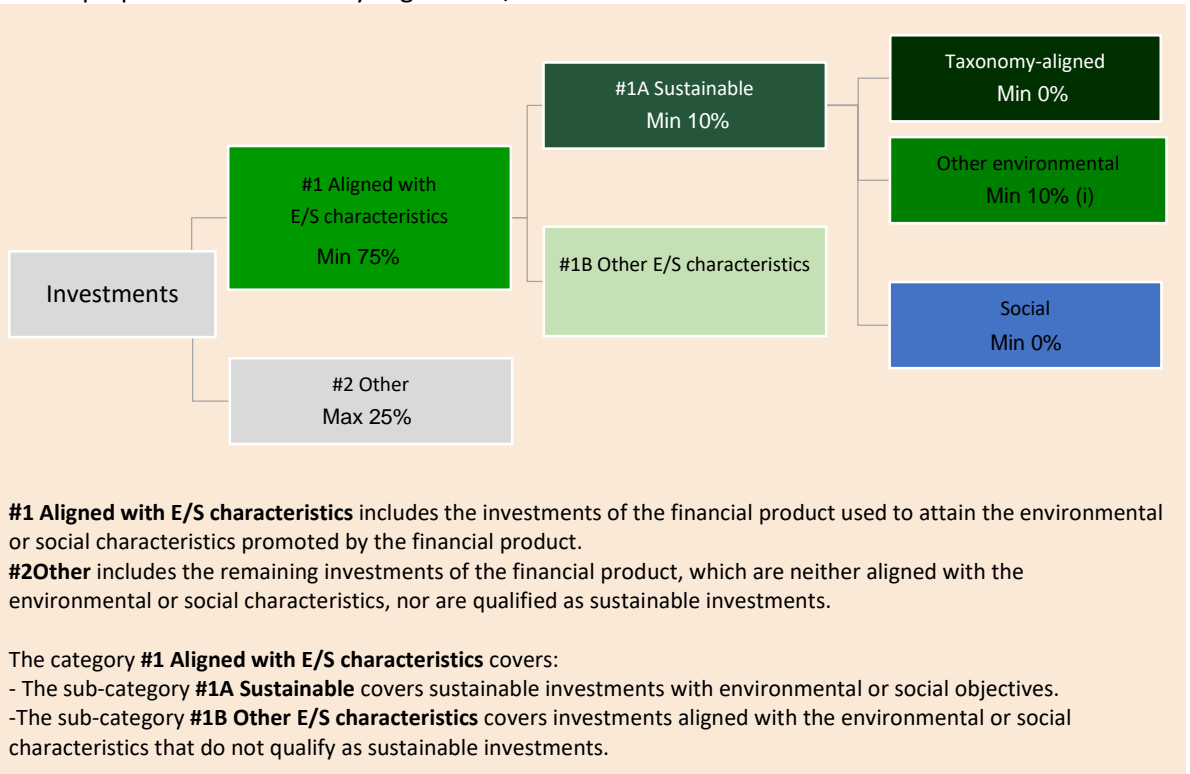 Taxonomy-aligned
Min 0%
#1A Sustainable
Min 10%
Other environmental
Min 10% (i)
#1 Aligned with
E/S characteristics
Min 75%
#1B Other E/S characteristics
Investments
Social
Min 0%
#2 Other
Max 25%
#1 Aligned with E/S characteristics includes the investments of the financial product used to attain the environmental
or social characteristics promoted by the financial product.
#2Other includes the remaining investments of the financial product, which are neither aligned with the
environmental or social characteristics, nor are qualified as sustainable investments.
The category #1 Aligned with E/S characteristics covers:
- The sub-category #1A Sustainable covers sustainable investments with environmental or social objectives.
-The sub-category #1B Other E/S characteristics covers investments aligned with the environmental or social
characteristics that do not qualify as sustainable investments.